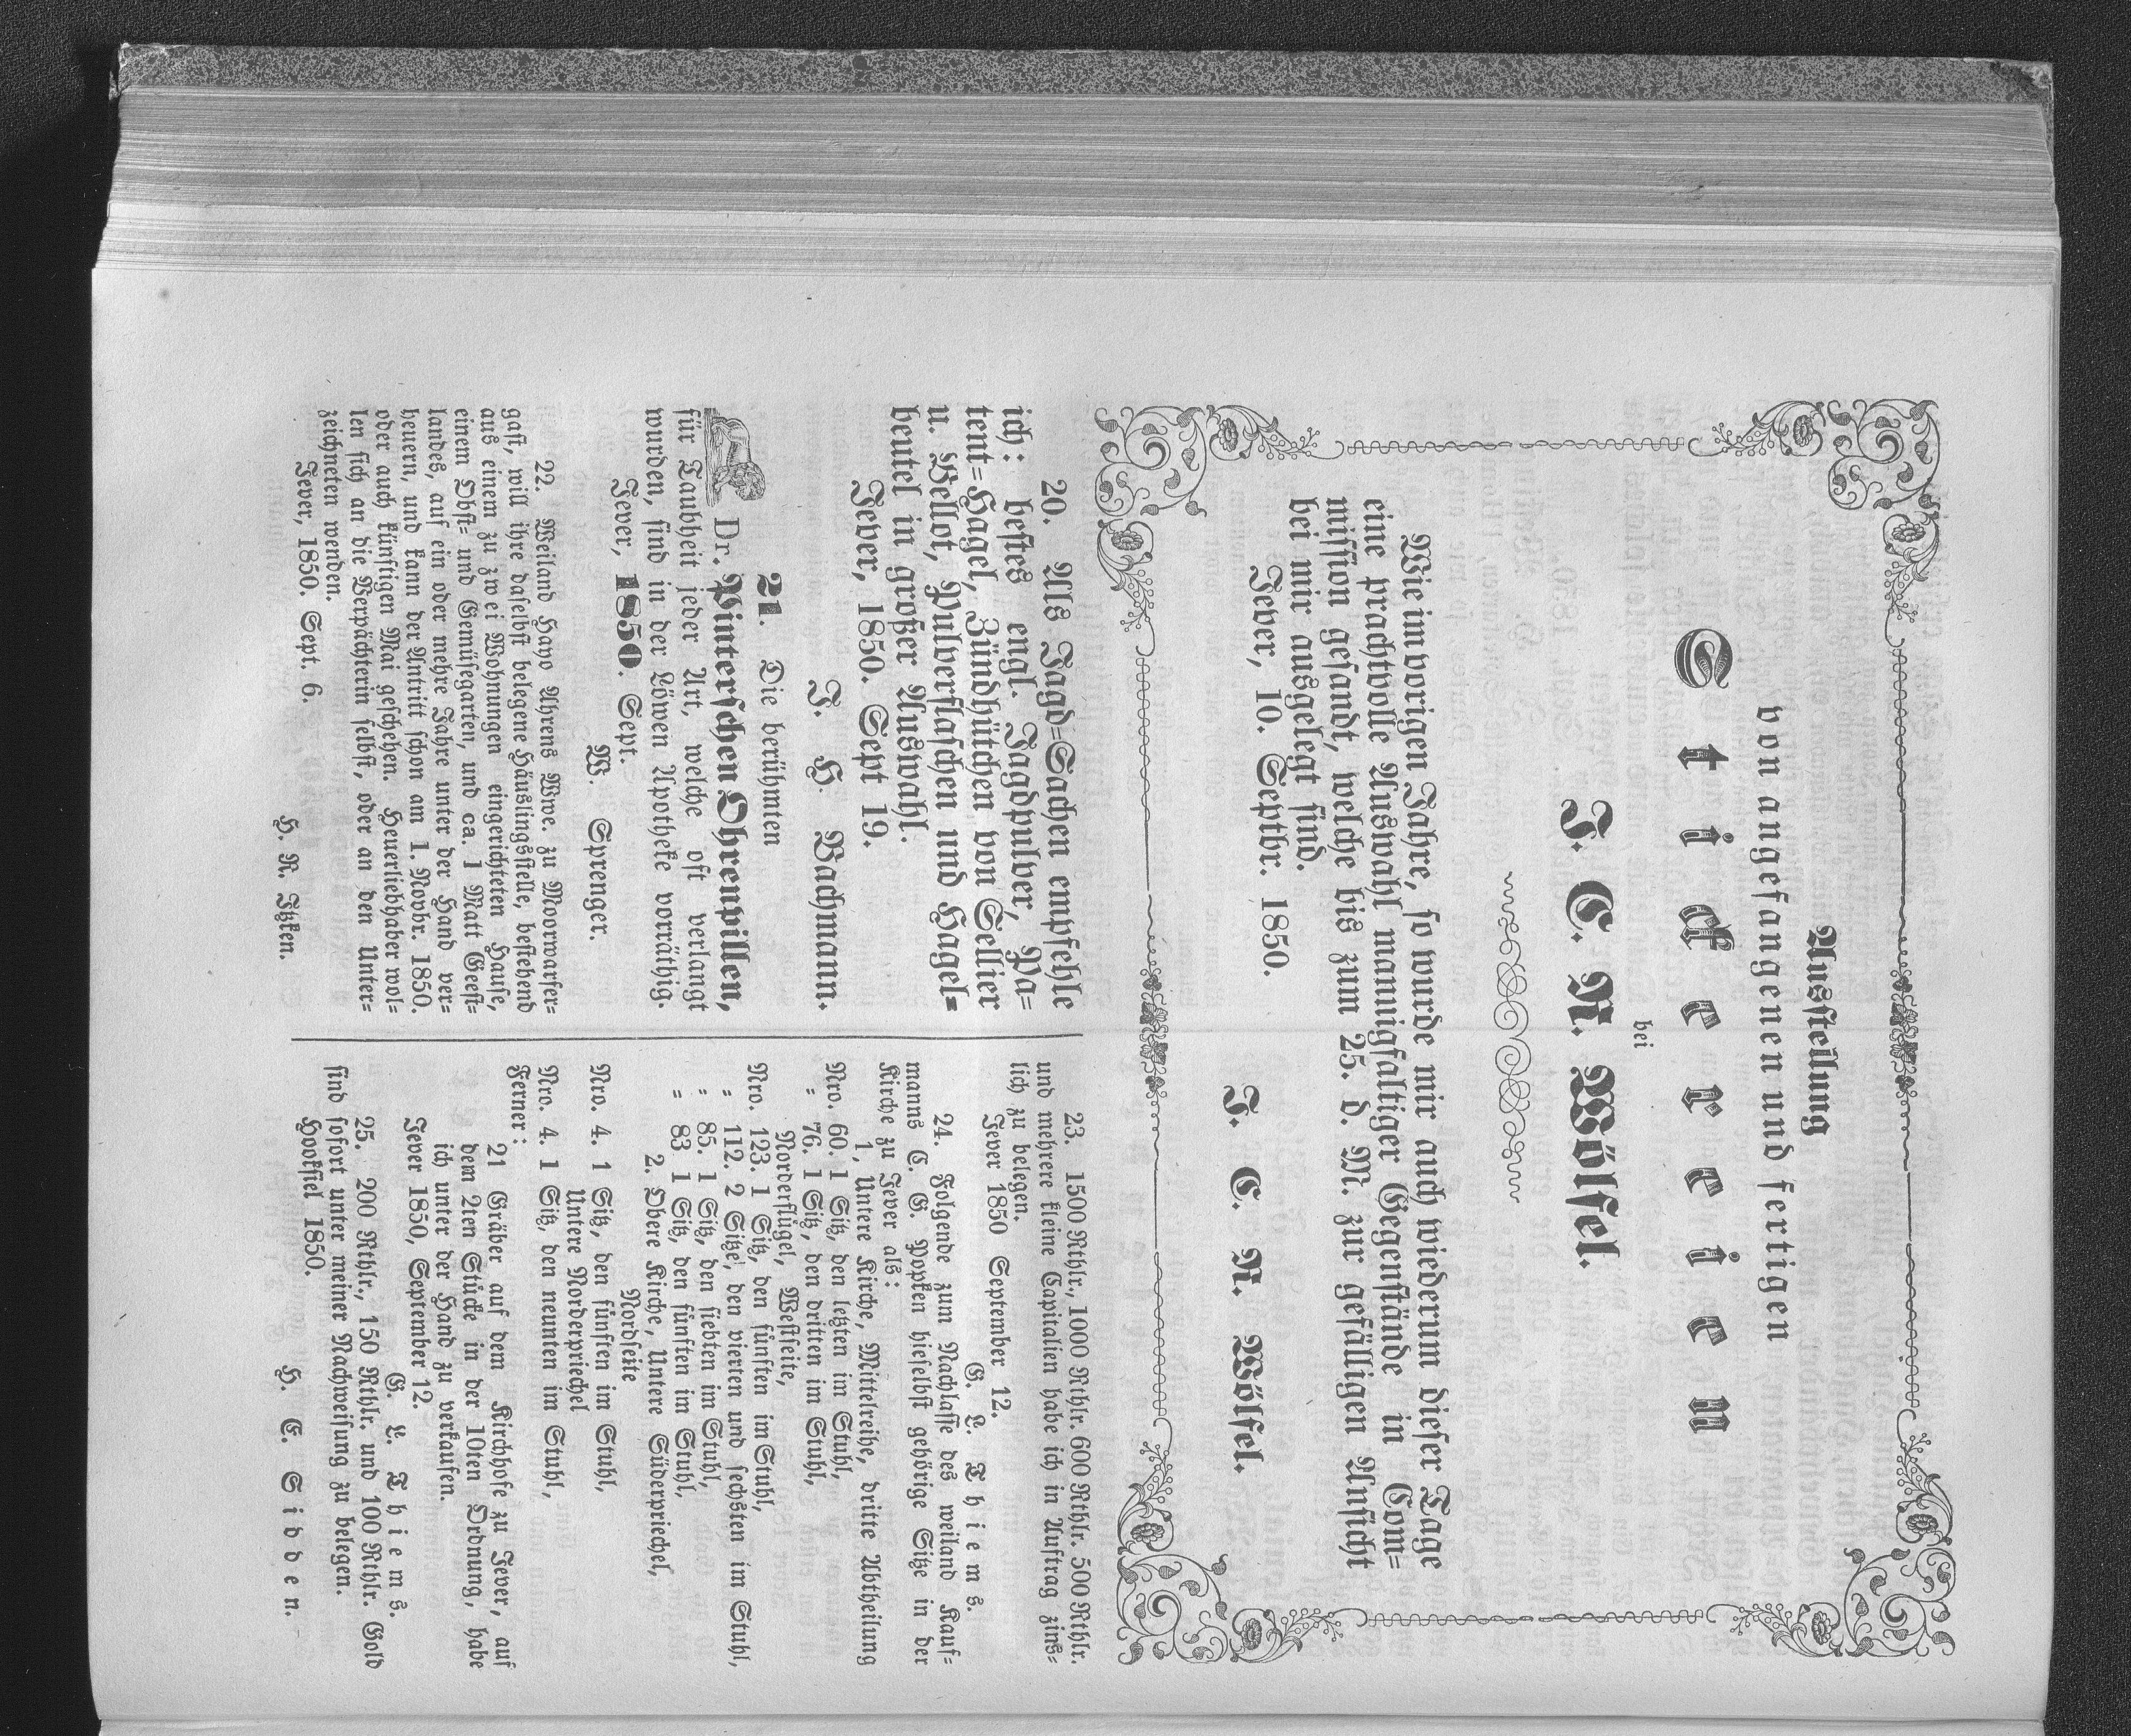 Ausstellung
von angefangenen und fertigen
Stickereien
bei
J. C. R. Wölfel.
Wie im vorigen Jahre, so wurde mir auch wiederum dieser Tage
eine prachtvolle Auswahl mannigfaltiger Gegenstände in Com=
mission gesandt, welche bis zum 25. d. M. zur gefälligen Ansicht
bei mir ausgelegt sind.
Jever, 10. Septbr. 1850.
J. C. R. Wölfel.
20. Als Jagd=Sachen empfehle
ich: bestes engl. Jagdpulver, Pa=
tent=Hagel, Zündhütchen von Sellier
u. Bellot, Pulverflaschen und Hagel=
beutel in großer Auswahl.
Jever, 1850. Sept 19.
J. H. Bachmann.
21. Die berühmten
Dr. Pinterschen Ohrenpillen,
für Taubheit jeder Art, welche oft verlangt
wurden, sind in der Löwen Apotheke vorräthig.
Jever, 1850. Sept.
W. Sprenger.
22. Weiland Hayo Ahrens Wwe. zu Moorwarfer=
gast, will ihre daselbst belegene Häuslingsstelle, bestehend
aus einem zu zwei Wohnungen eingerichteten Hause,
einem Obst= und Gemüsegarten, und ca. 1 Matt Geest=
landes, auf ein oder mehre Jahre unter der Hand ver=
heuern, und kann der Antritt schon am 1. Novbr. 1850.
oder auch künftigen Mai geschehen. Heuerliebhaber wol=
len sich an die Verpächterin selbst, oder an den Unter=
zeichneten wenden.
Jever, 1850. Sept. 6.
H. R. Ihken.
23. 1500 Rthlr., 1000 Rthlr. 600 Rthlr. 500 Rthlr.
und mehrere kleine Capitalien habe ich in Auftrag zins=
lich zu belegen.
Jever 1850 September 12.
G. L. Thiems.
24. Folgende zum Nachlasse des weiland Kauf=
manns C. G. Popken hieselbst gehörige Sitze in der
Kirche zu Jever als:
1, Untere Kirche, Mittelreihe, dritte Abtheilung
Nro. 60. 1 Sitz, den letzten im Stuhl,
= 76. 1 Sitz, den dritten im Stuhl,
Norderflügel, Westseite,
Nro. 123. 1 Sitz, den fünften im Stuhl,
= 112. 2 Sitze, den vieren und sechsten im Stuhl,
= 85. 1 Sitz, den siebten im Stuhl,
= 83 1 Sitz, den fünften im Stuhl,
2. Obere Kirche, Untere Süderpriechel,
Nordseite
Nro. 4. 1 Sitz, den fünften im Stuhl,
Untere Norderpriechel
Nro. 4. 1 Sitz, den neunten im Stuhl,
Ferner:
21 Gräber auf dem Kirchhofe zu Jever, auf
dem 2ten Stücke in der 10ten Ordnung, habe
ich unter der Hand zu verkaufen.
Jever 1850, September 12.
G. L. Thiems.
25. 200 Rthlr., 150 Rthlr. und 100 Rthlr. Gold
sind sofort unter meiner Nachweisung zu belegen.
Hooksiel 1850.
H. C. Sidden.